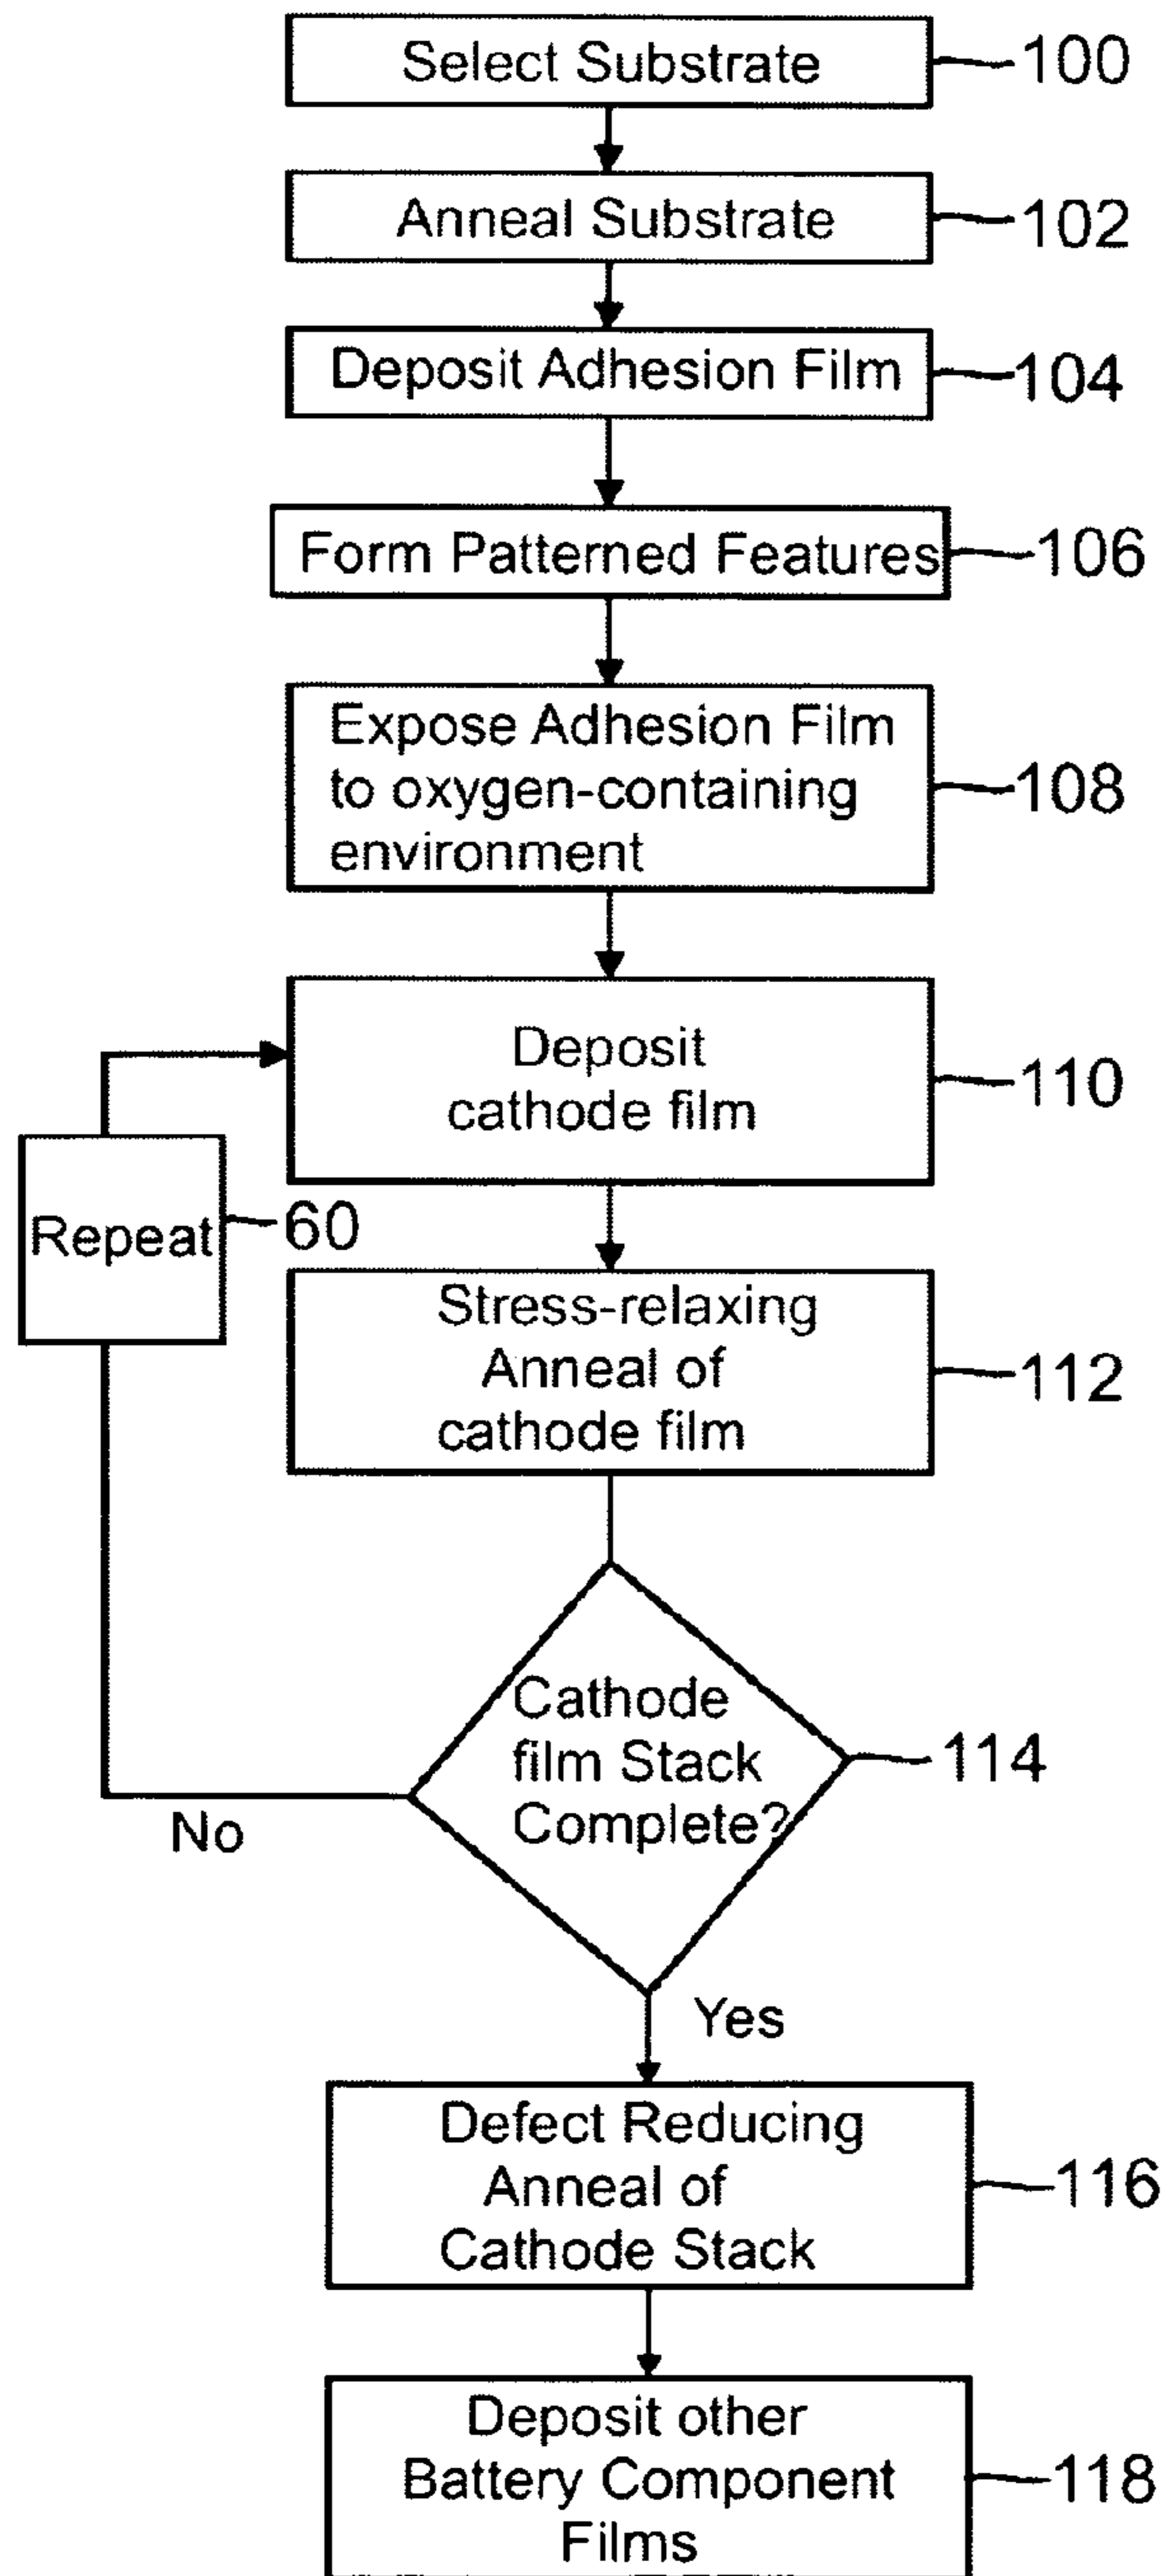 Select Substrate
100
Anneal Substrate
102
Deposit Adhesion Film
104
Form Patterned Features
106
Expose Adhesion Film
to oxygen-containing
environment
108
Deposit
cathode film
110
Repeat
60
Stress-relaxing
Anneal of
cathode film
112
Cathode
film Stack
Complete?
114
No
Yes
Defect Reducing
Anneal of
Cathode Stack
116
Deposit other
Battery Component
Films
118